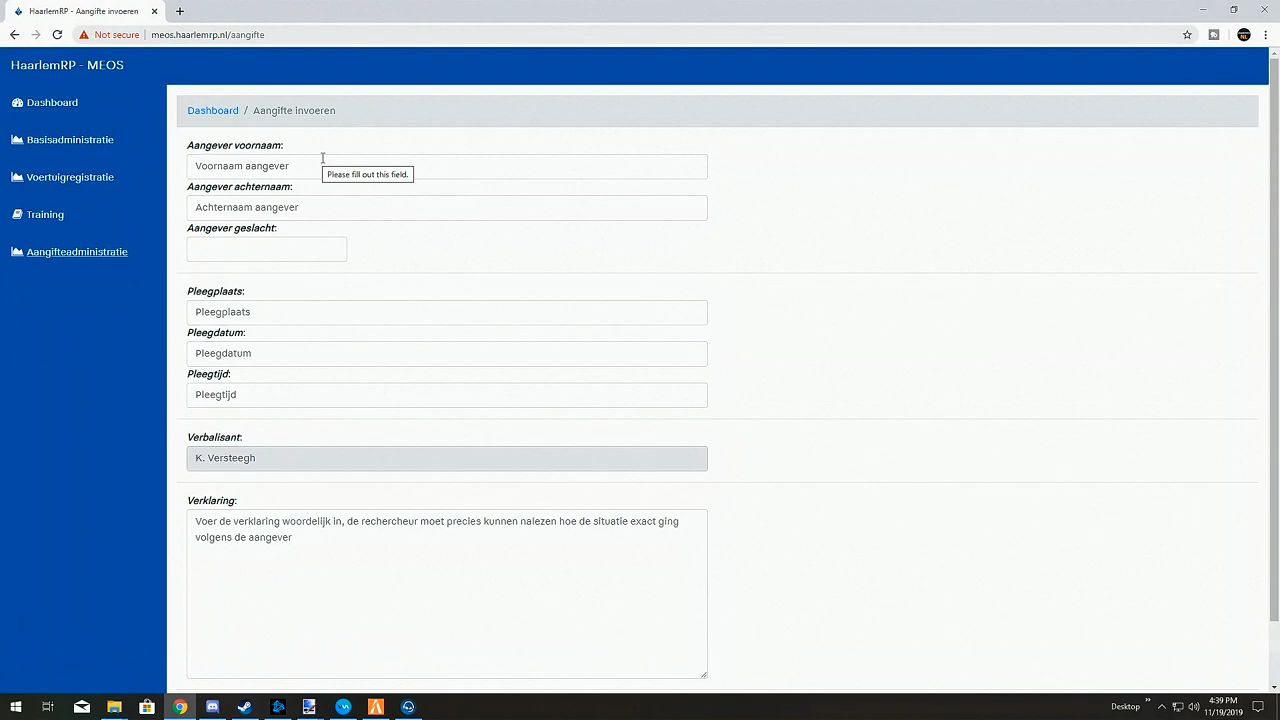 HaarlemRP - Aangifte invoeren
Not secure
meos.haarlemrp.nl/aangifte
HaarlemRP - MEOS
Dashboard
Basisadministratie
Voertuigregistratie
Training
Aangifteadministratie
Dashboard / Aangifte invoeren
Aangever voornaam:
Voornaam aangever
Please fill out this field.
Aangever achternaam:
Achternaam aangever
Aangever geslacht:
Pleegplaats:
Pleegplaats
Pleegdatum:
Pleegdatum
Pleegtijd:
Pleegtijd
Verbalisant:
K. Versteegh
Verklaring:
Voer de verklaring woordelijk in, de rechercheur moet precies kunnen nalezen hoe de situatie exact ging
volgens de aangever
Desktop
4:39 PM
11/19/2019